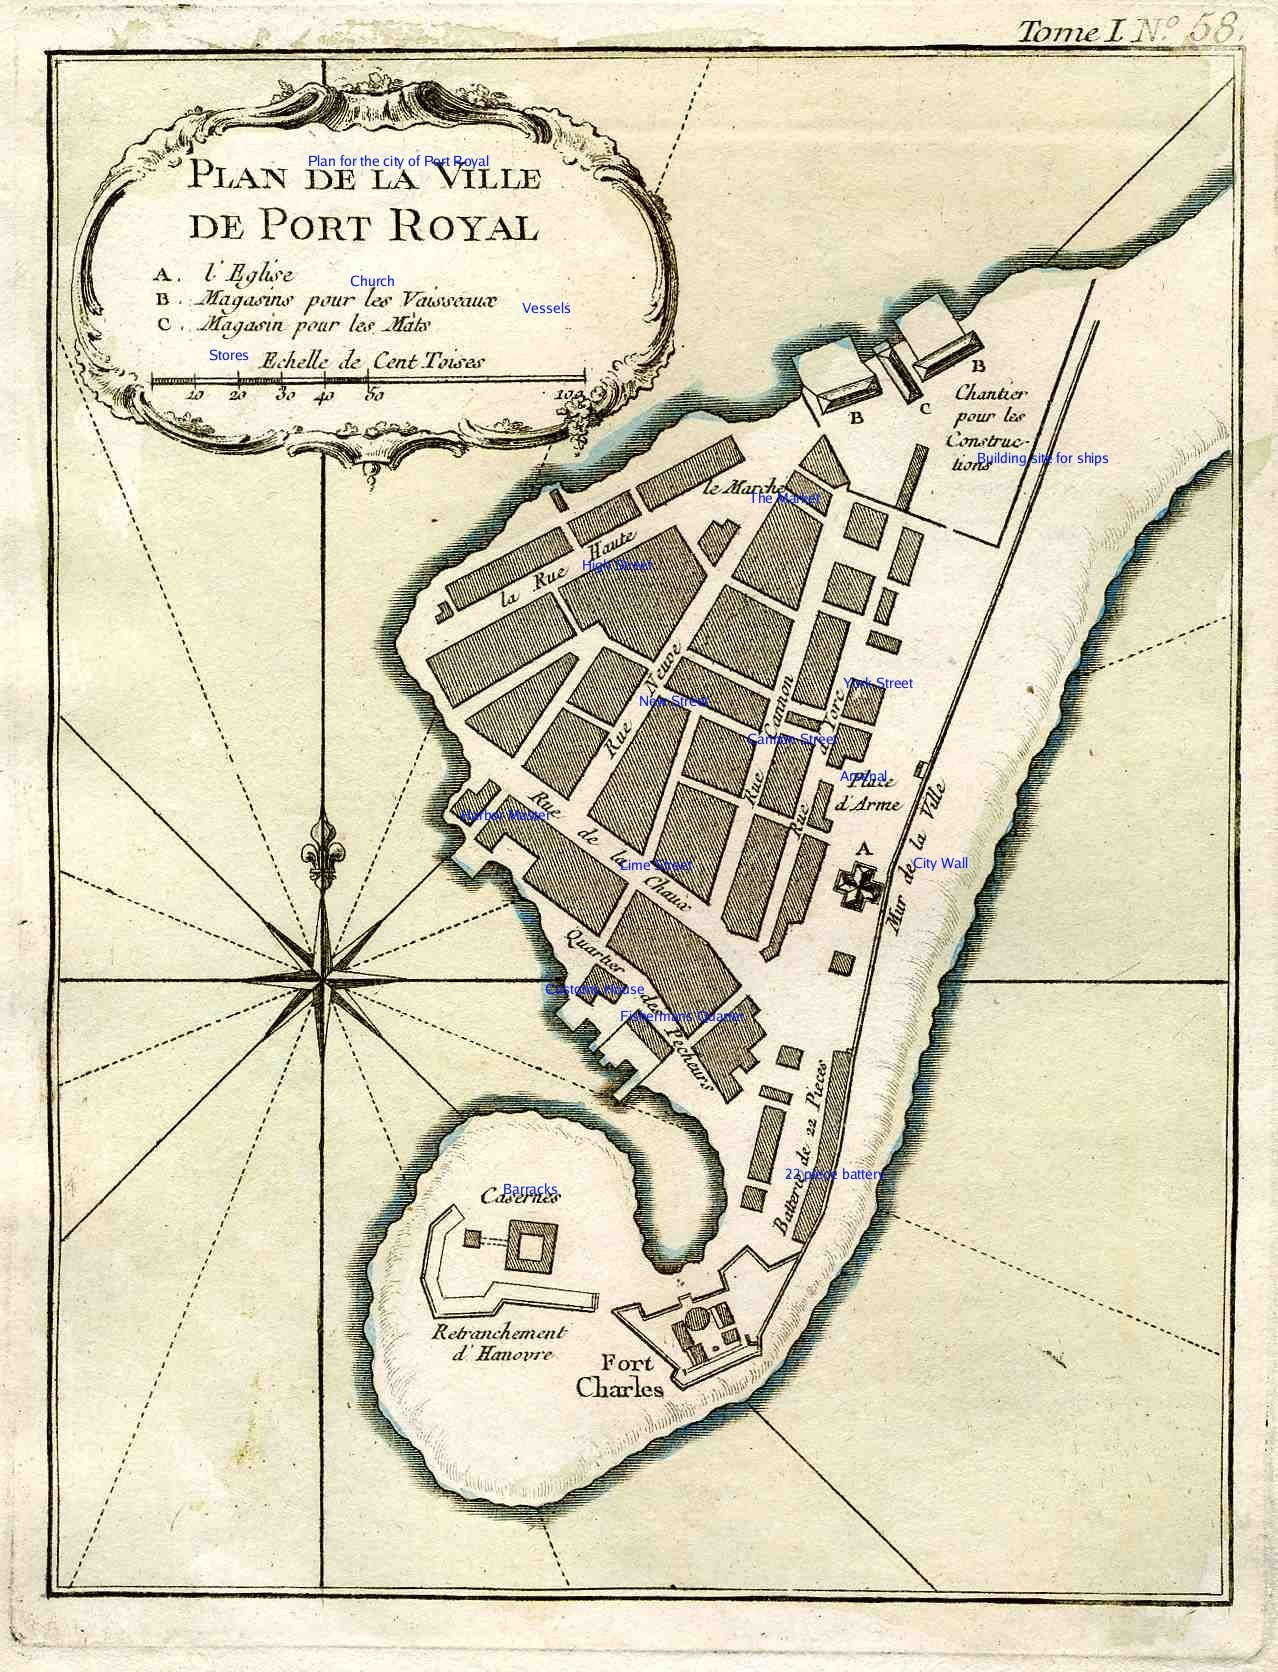 Tome I. Nº. 58.
Plan for the city of Port Royal
PLAN DE LA VILLE
DE PORT ROYAL
A. l'Eglise
Church
B. Magasins pour les Vaisseaux
Vessels
C. Magasin pour les Mâts
Stores
Echelle de Cent Toises
10 20 30 40 50 100
B
C
B
Chantier
pour les
Construc-
tions
Building site for ships
le Marché
The Market
la Rue Haute
High Street
Rue Neuve
New Street
York Street
Rue Cannon
Cannon Street
Rue
Arsenal
Place
d'Arme
Harbor Master
Rue de la Chaux
Lime Street
A
Mur de la Ville
City Wall
Quartier des Pecheurs
Customs House
Fishermans Quarter
Batterie de 22 Pieces
22 piece battery
Barracks
Casernes
Retranchement
d'Hanovre
Fort
Charles